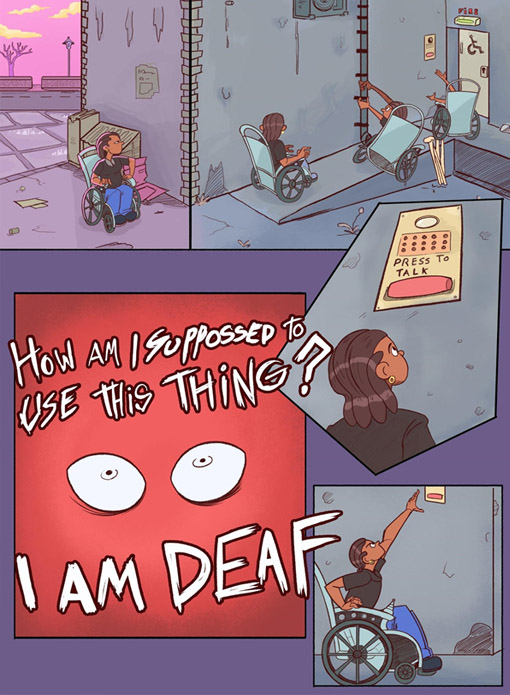 PRESS TO
TALK
HOW AM I SUPPOSSED to
USE THiS THING?
I AM DEAF